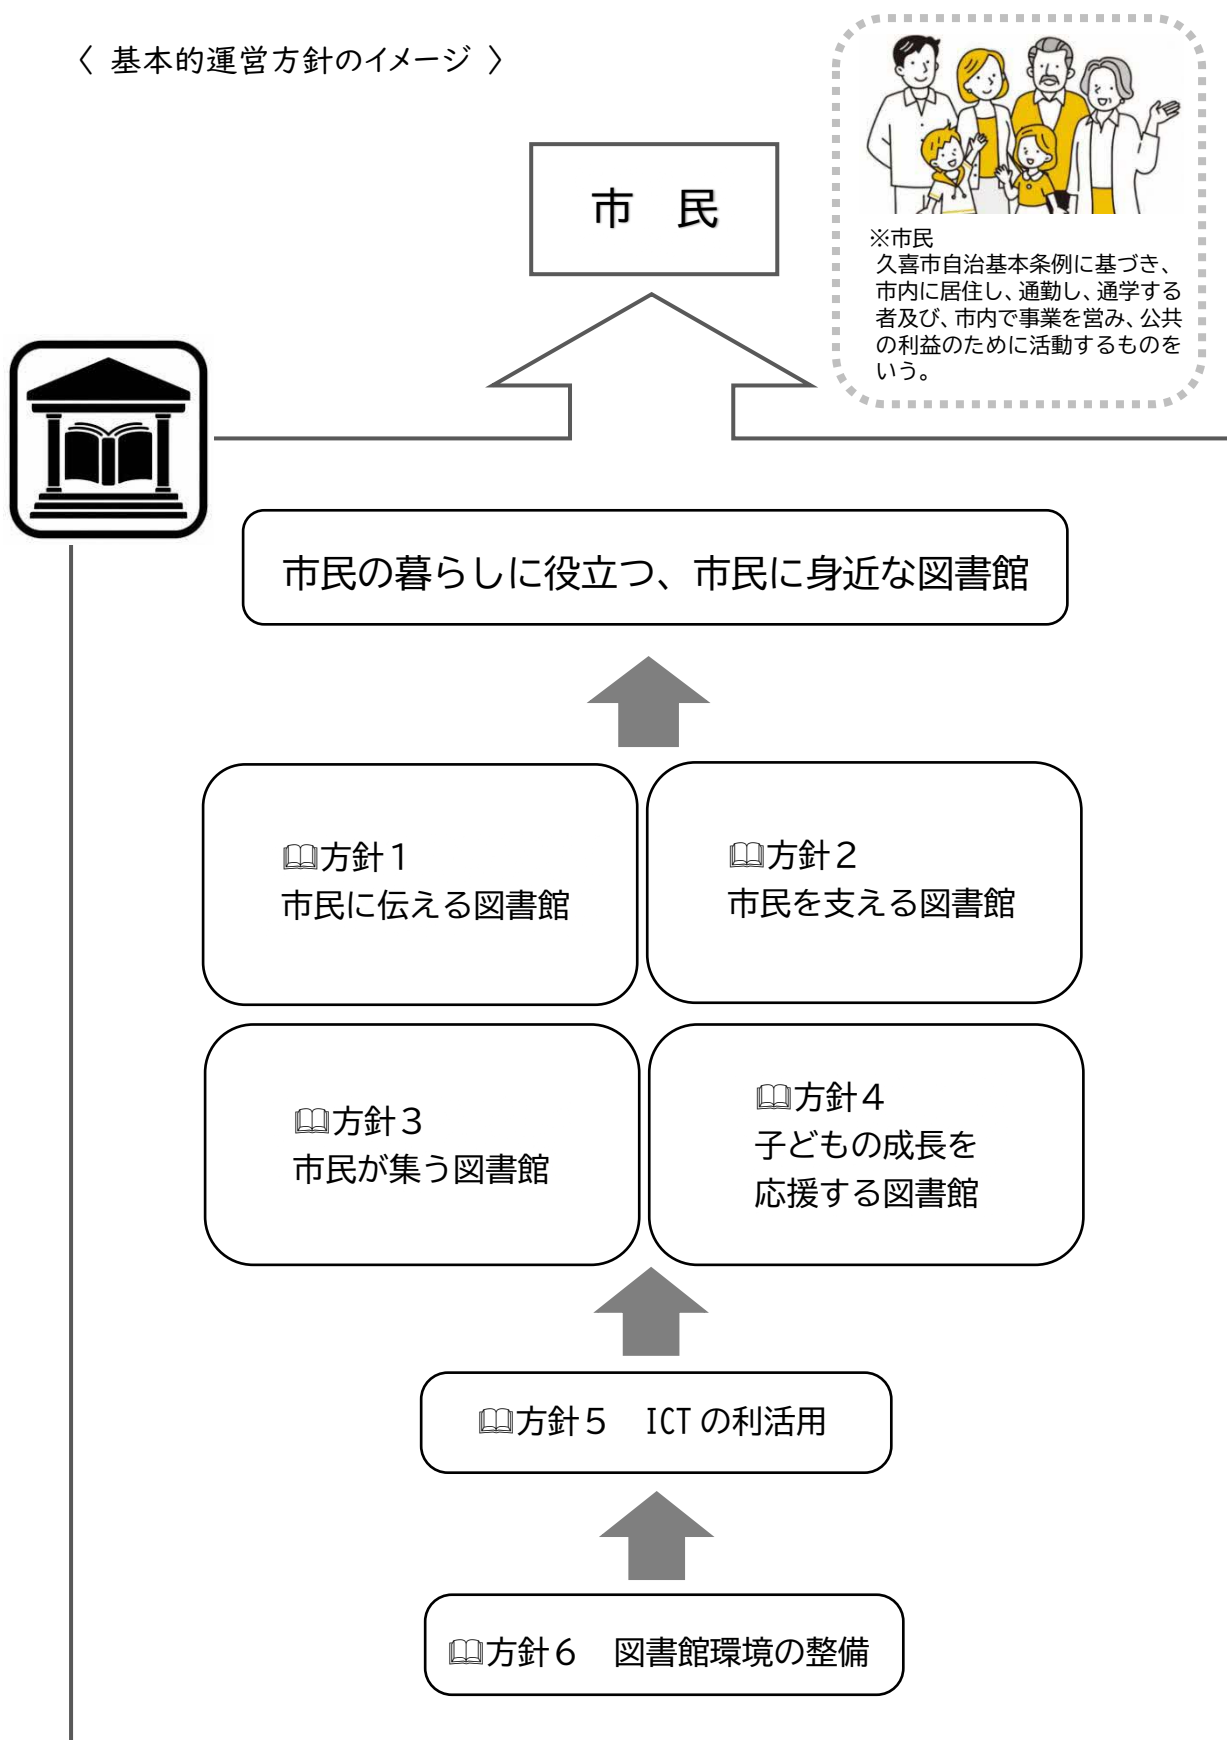 〈 基本的運営方針のイメージ 〉
市　民
※市民
久喜市自治基本条例に基づき、
市内に居住し、通勤し、通学する
者及び、市内で事業を営み、公共
の利益のために活動するものを
いう。
市民の暮らしに役立つ、市民に身近な図書館
🕮方針１
市民に伝える図書館
🕮方針２
市民を支える図書館
🕮方針３
市民が集う図書館
🕮方針４
子どもの成長を
応援する図書館
🕮方針５　ICTの利活用
🕮方針６　図書館環境の整備